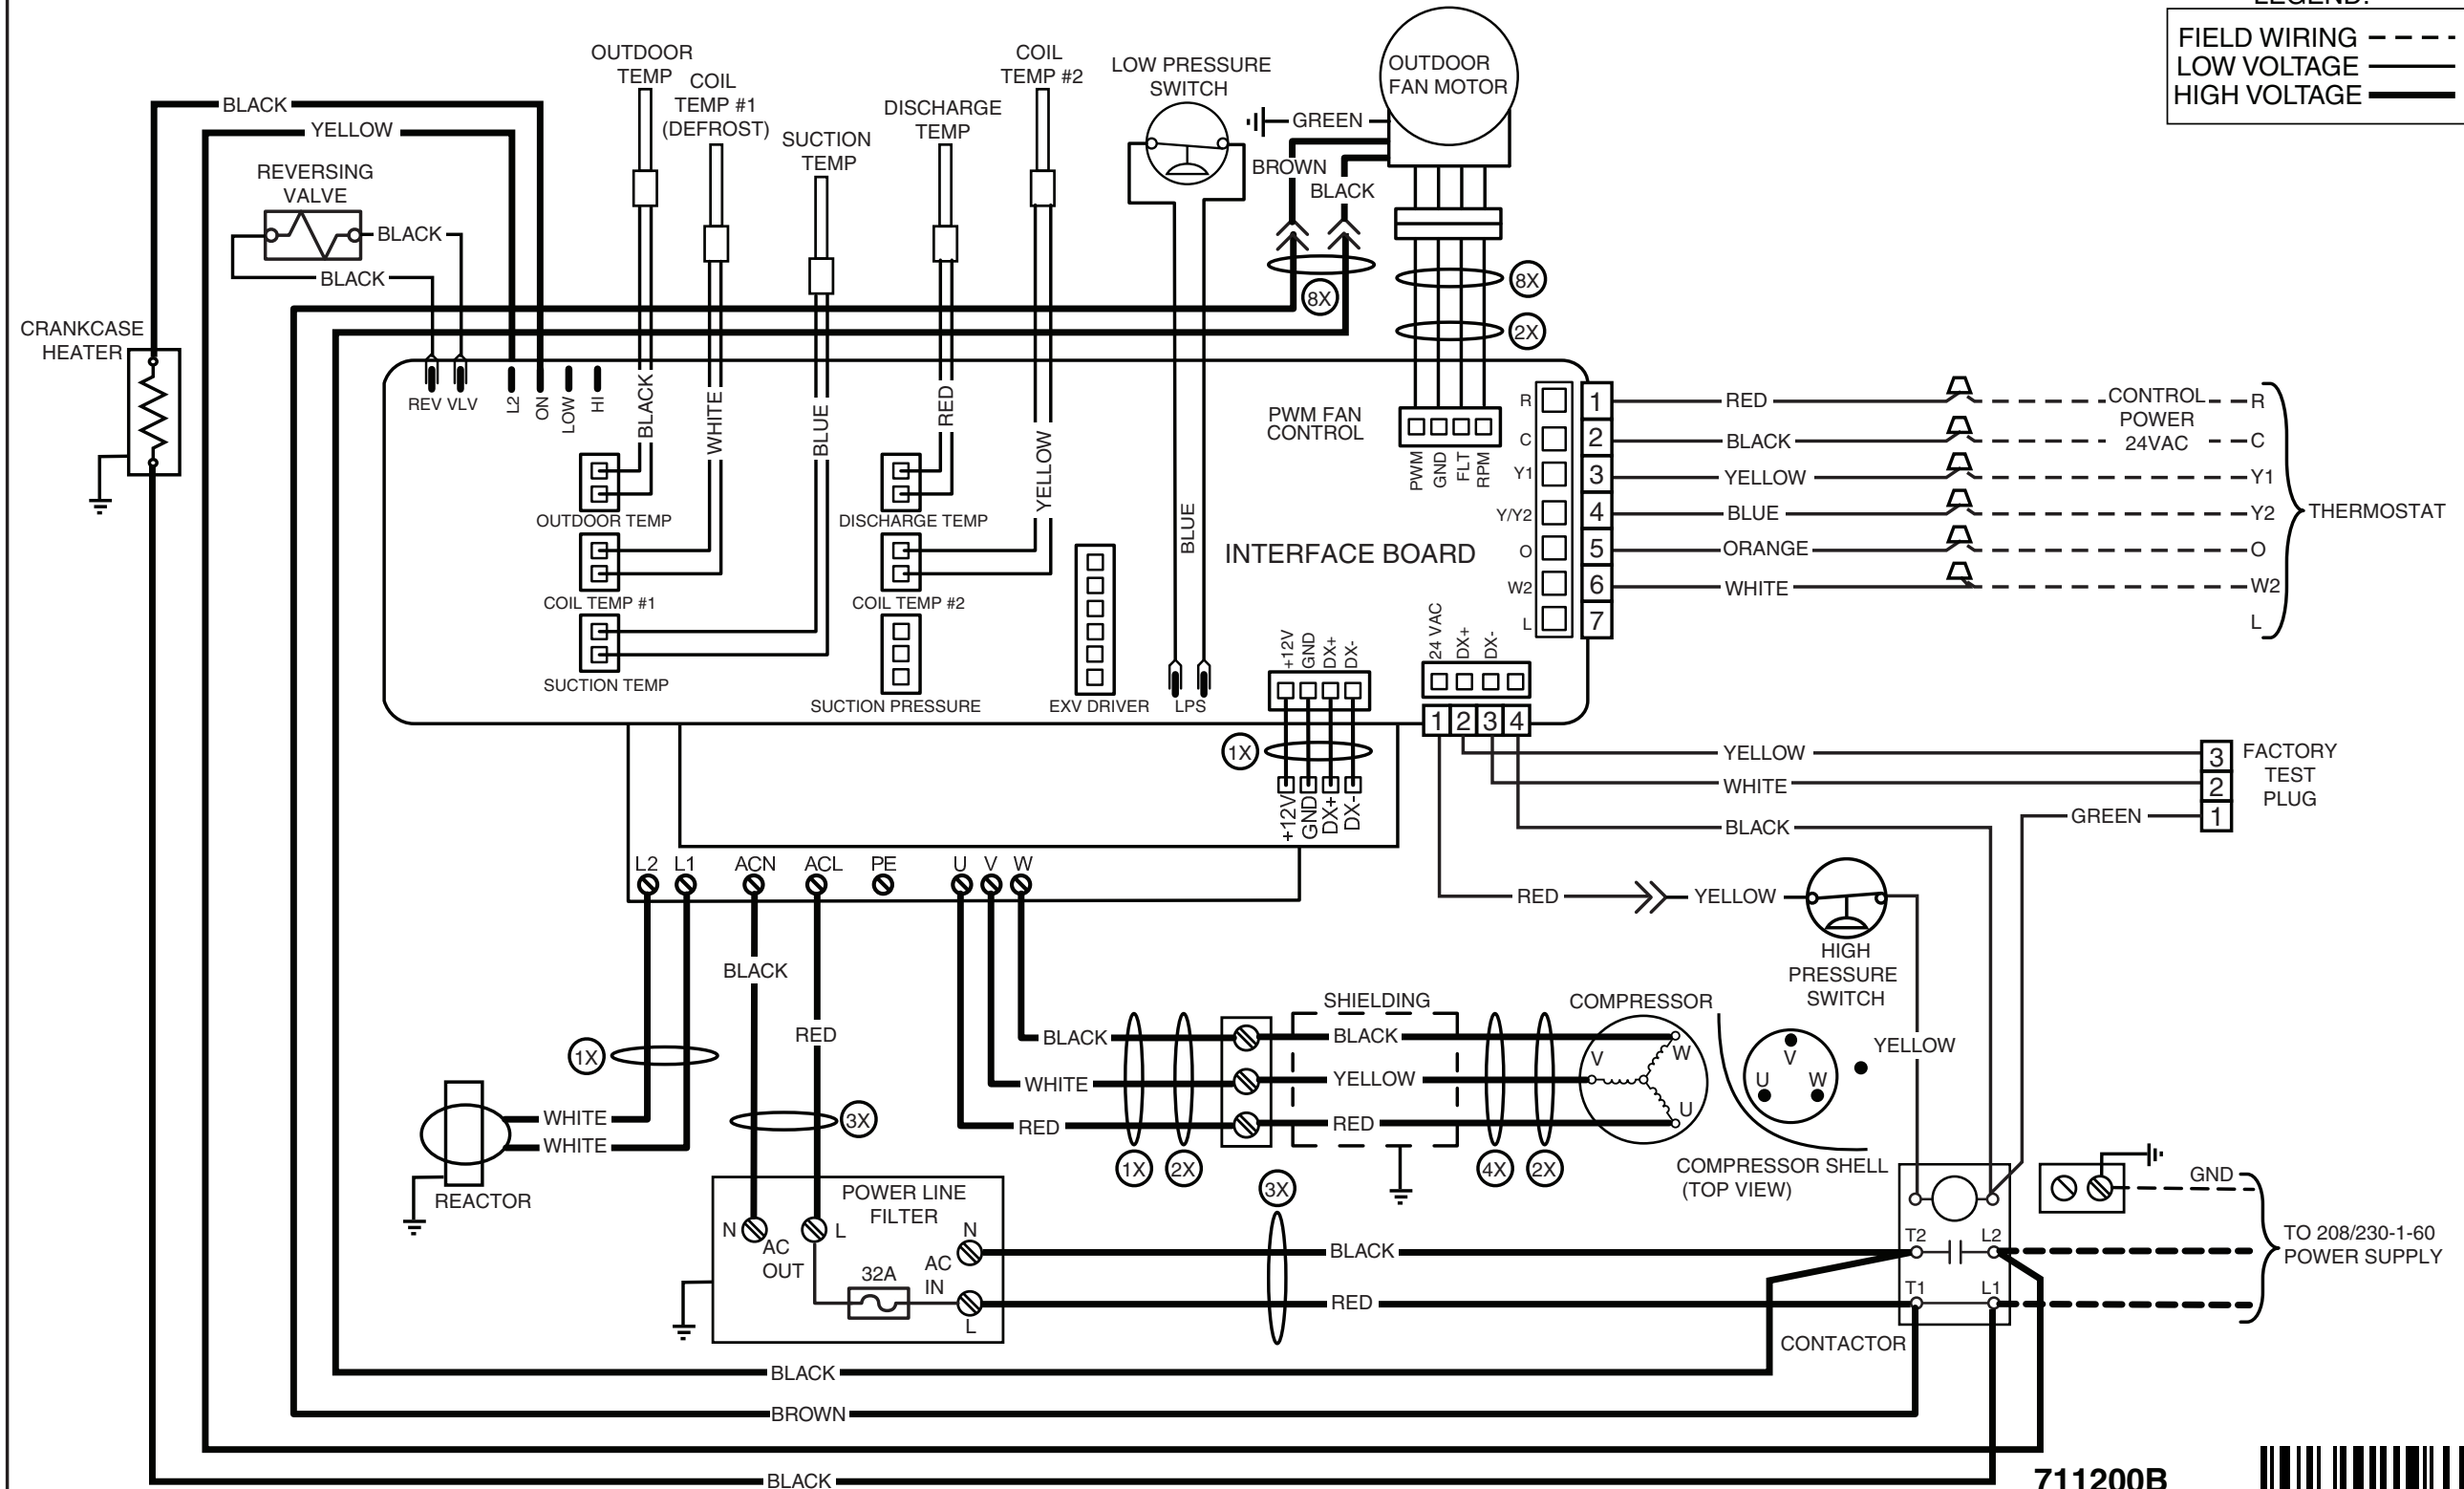 LEGEND:
FIELD WIRING
LOW VOLTAGE
HIGH VOLTAGE
OUTDOOR
TEMP
COIL
TEMP #1
(DEFROST)
SUCTION
TEMP
DISCHARGE
TEMP
COIL
TEMP #2
LOW PRESSURE
SWITCH
OUTDOOR
FAN MOTOR
GREEN
BROWN
BLACK
BLACK
YELLOW
REVERSING
VALVE
BLACK
BLACK
CRANKCASE
HEATER
8X
8X
2X
REV VLV
L2
ON
LOW
HI
BLACK
WHITE
BLUE
RED
YELLOW
BLUE
OUTDOOR TEMP
COIL TEMP #1
SUCTION TEMP
DISCHARGE TEMP
COIL TEMP #2
SUCTION PRESSURE
EXV DRIVER
LPS
PWM FAN
CONTROL
PWM
GND
FLT
RPM
INTERFACE BOARD
R
C
Y1
Y/Y2
O
W2
L
1
2
3
4
5
6
7
RED
BLACK
YELLOW
BLUE
ORANGE
WHITE
CONTROL
POWER
24VAC
R
C
Y1
Y2
O
W2
L
THERMOSTAT
+12V
GND
DX+
DX-
24 VAC
DX+
DX-
1 2 3 4
1X
+12V
GND
DX+
DX-
YELLOW
WHITE
BLACK
GREEN
3
2
1
FACTORY
TEST
PLUG
RED
YELLOW
HIGH
PRESSURE
SWITCH
YELLOW
L2 L1 ACN ACL PE U V W
BLACK
RED
1X
WHITE
WHITE
REACTOR
3X
BLACK
WHITE
RED
1X
2X
SHIELDING
BLACK
YELLOW
RED
4X
2X
COMPRESSOR
V
W
U
V
U
W
COMPRESSOR SHELL
(TOP VIEW)
POWER LINE
FILTER
N
AC
OUT
L
32A
N
AC
IN
L
3X
BLACK
RED
T2
L2
T1
L1
CONTACTOR
GND
TO 208/230-1-60
POWER SUPPLY
BLACK
BROWN
BLACK
711200B